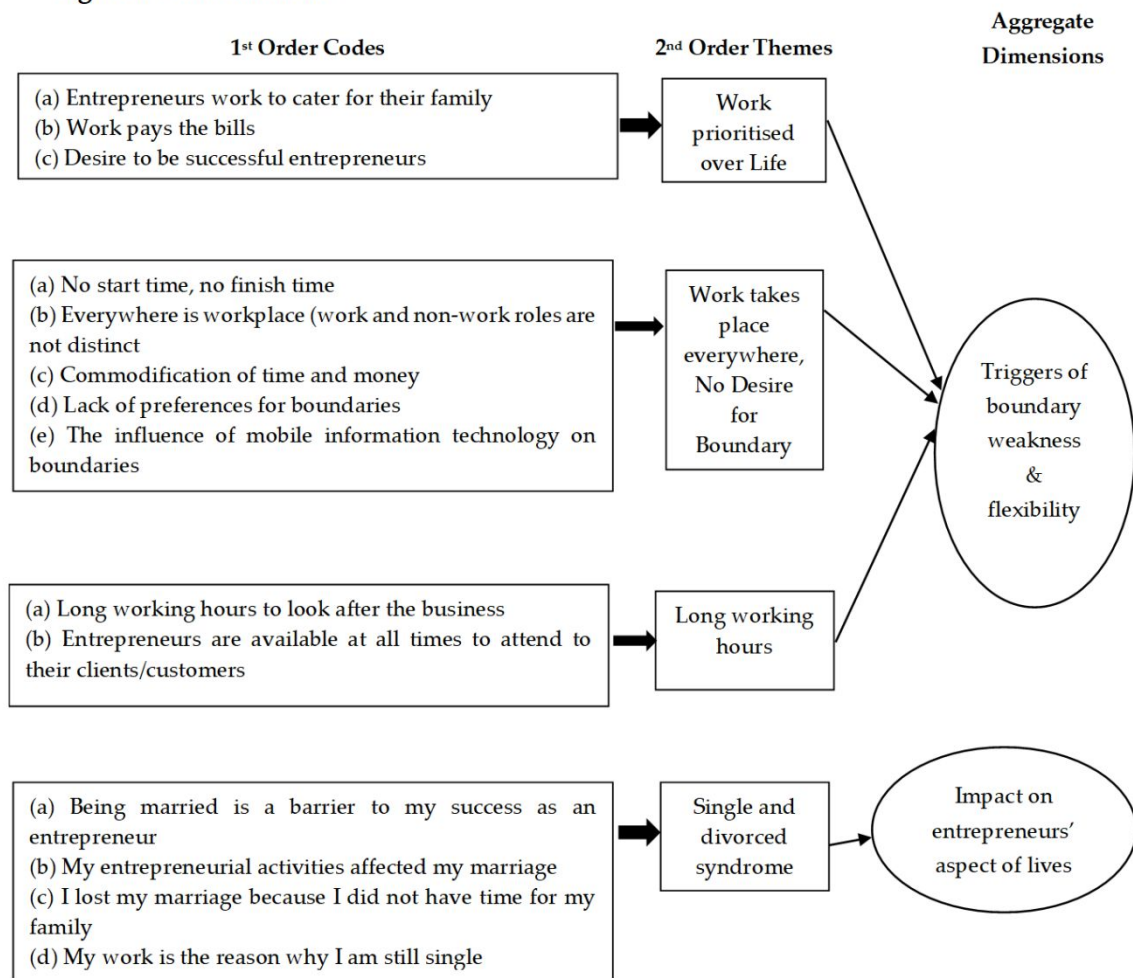 Aggregate
Dimensions
1st Order Codes
2nd Order Themes
(a) Entrepreneurs work to cater for their family
(b) Work pays the bills
(c) Desire to be successful entrepreneurs
Work
prioritised
over Life
(a) No start time, no finish time
(b) Everywhere is workplace (work and non-work roles are
not distinct
(c) Commodification of time and money
(d) Lack of preferences for boundaries
(e) The influence of mobile information technology on
boundaries
Work takes
place
everywhere,
No Desire
for
Boundary
Triggers of
boundary
weakness
&
flexibility
(a) Long working hours to look after the business
(b) Entrepreneurs are available at all times to attend to
their clients/customers
Long working
hours
(a) Being married is a barrier to my success as an
entrepreneur
(b) My entrepreneurial activities affected my marriage
(c) I lost my marriage because I did not have time for my
family
(d) My work is the reason why I am still single
Single and
divorced
syndrome
Impact on
entrepreneurs'
aspect of lives